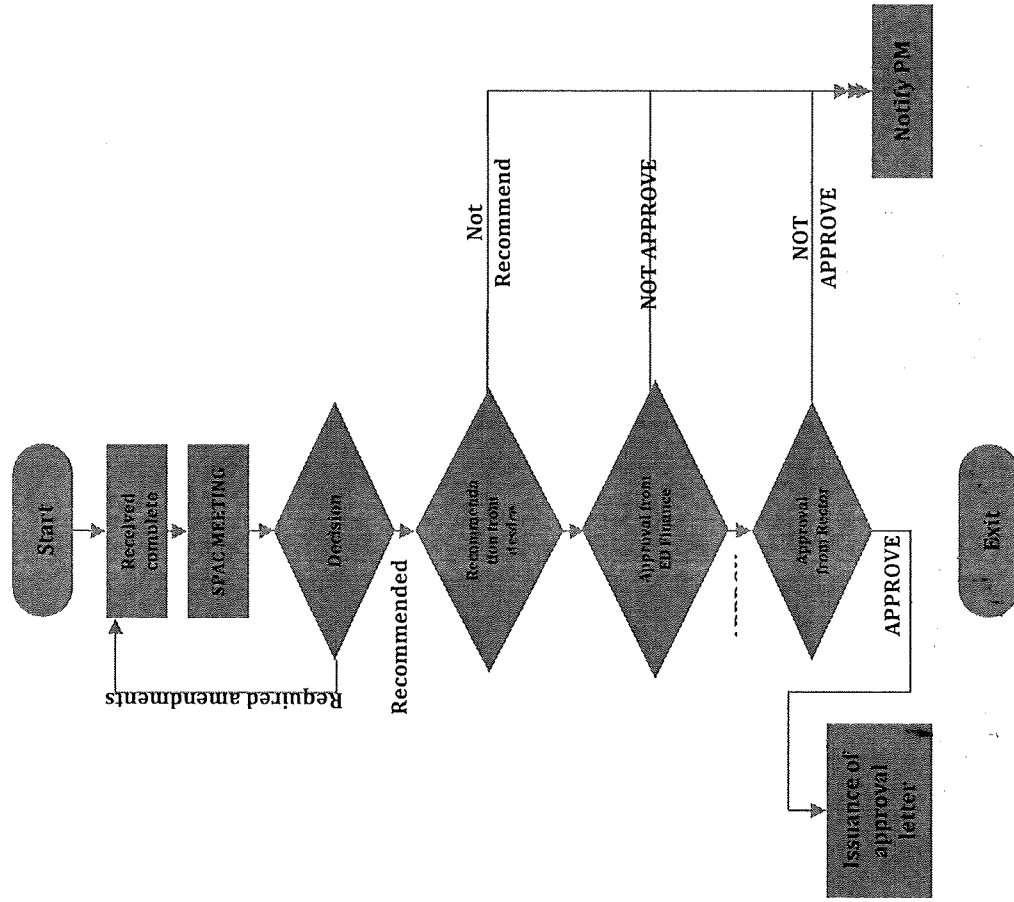 Start
Received
complete
SPAC MEETING
Decision
Required amendments
Recommended
Recommenda
tion from
Not
Recommend
Approval from
ED Finance
NOT APPROVE
Approval
from Rector
NOT
APPROVE
APPROVE
Issuance of
approval
letter
Notify PM
Exit